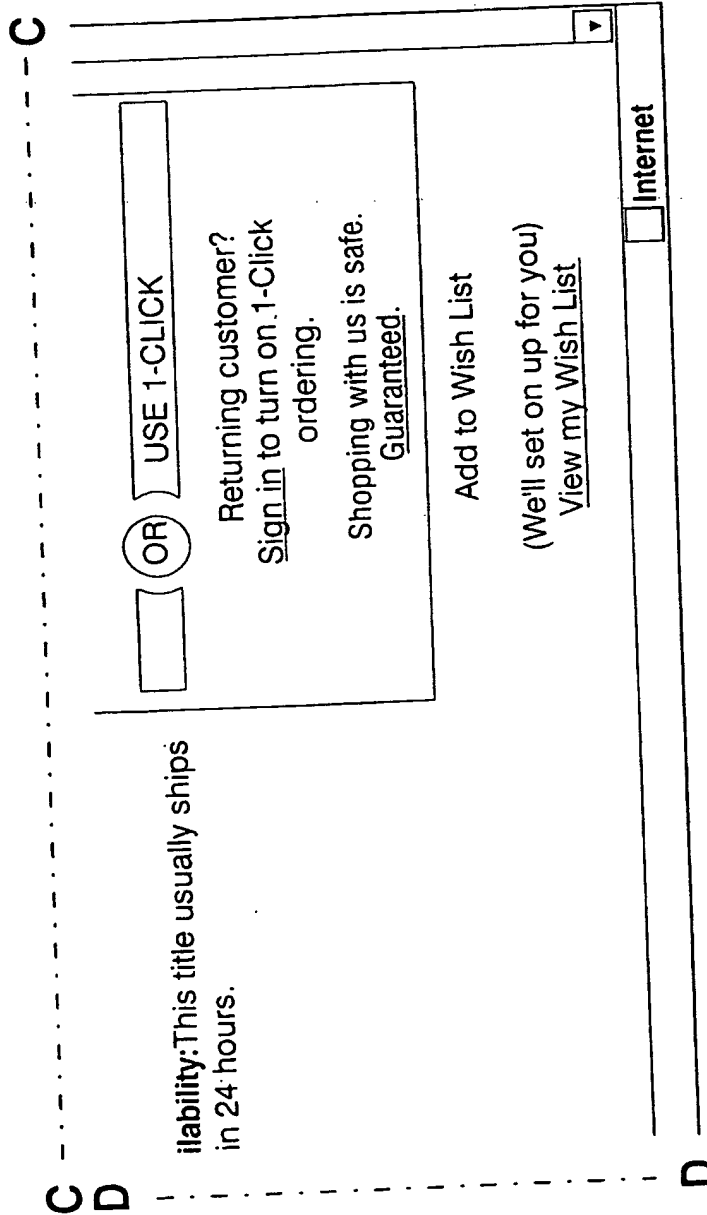 C C
D
OR USE 1-CLICK
Returning customer?
Sign in to turn on 1-Click
ordering.
Shopping with us is safe.
Guaranteed.
ilability:This title usually ships
in 24 hours.
Add to Wish List
(We'll set on up for you)
View my Wish List
Internet
D